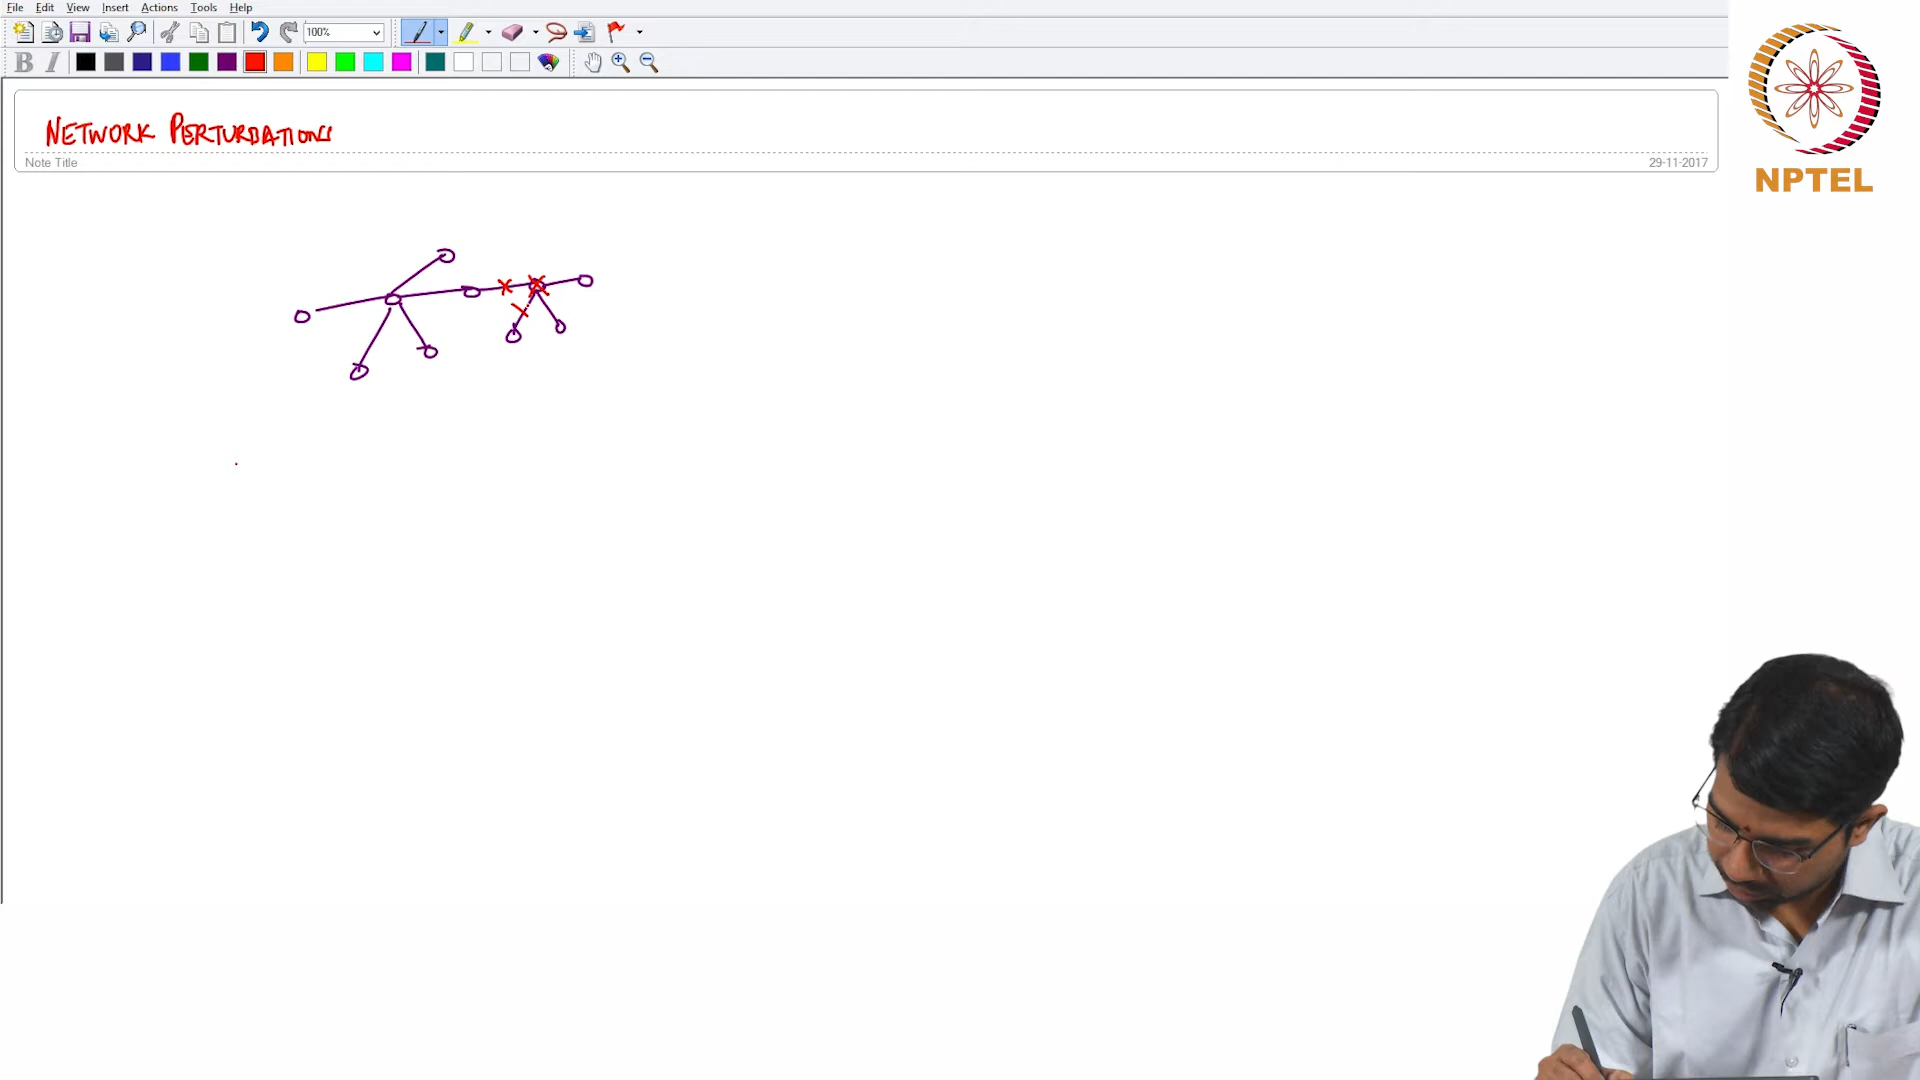 File Edit View Insert Actions Tools Help
100%
B I
NETWORK PERTURBATIONS
Note Title
29-11-2017
NPTEL